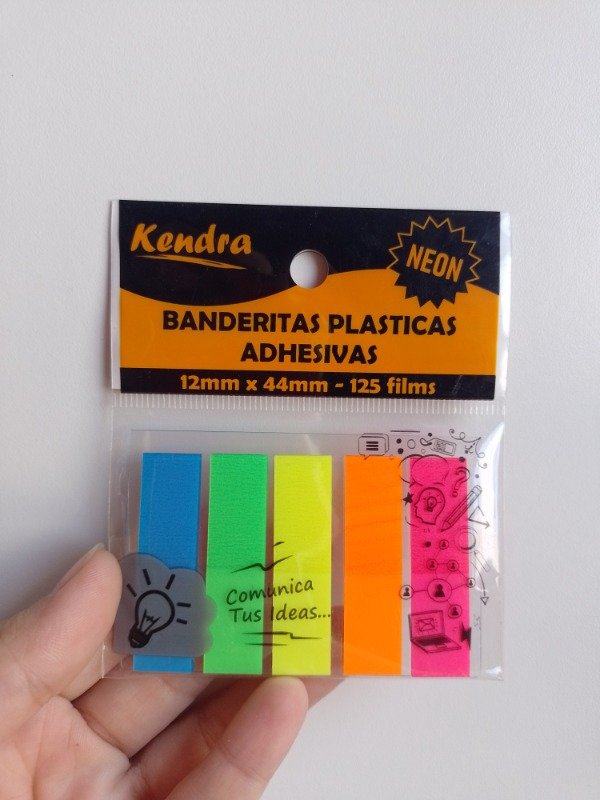 Kendra
NEON
BANDERITAS PLASTICAS
ADHESIVAS
12mm x 44mm - 125 films
Comunica
Tus Ideas...